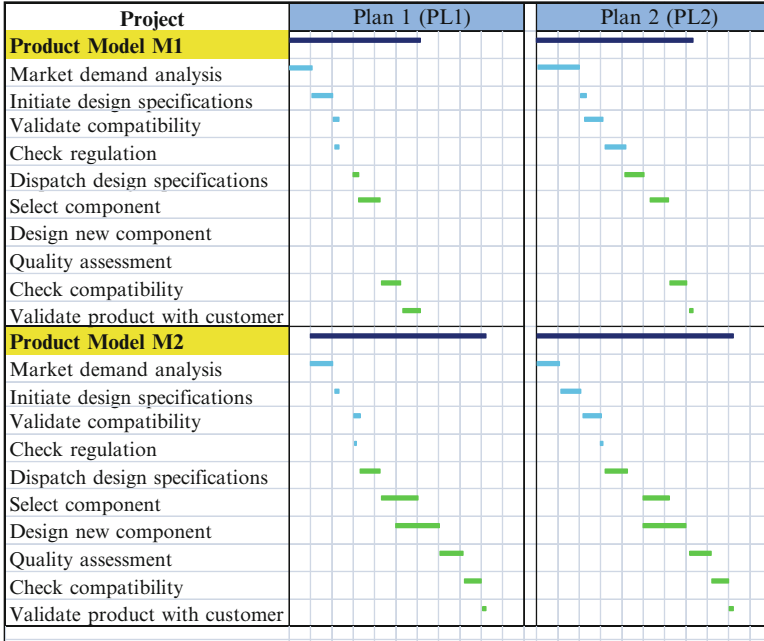 Project Plan 1 (PL1) Plan 2 (PL2)
Product Model M1
Market demand analysis
Initiate design specifications
Validate compatibility
Check regulation
Dispatch design specifications
Select component
Design new component
Quality assessment
Check compatibility
Validate product with customer
Product Model M2
Market demand analysis
Initiate design specifications
Validate compatibility
Check regulation
Dispatch design specifications
Select component
Design new component
Quality assessment
Check compatibility
Validate product with customer